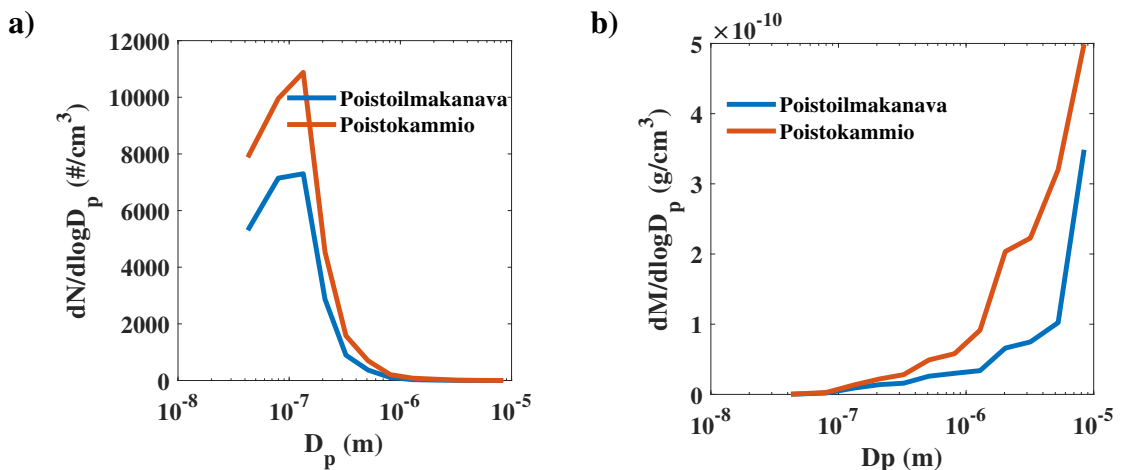 a)
12000
10000
8000
6000
4000
2000
0
dN/dlogD_p (#/cm^3)
Poistoilmakanava
Poistokammio
10^-8
10^-7
10^-6
10^-5
D_p (m)
b)
×10^-10
5
4
3
2
1
0
dM/dlogD_p (g/cm^3)
Poistoilmakanava
Poistokammio
10^-8
10^-7
10^-6
10^-5
Dp (m)